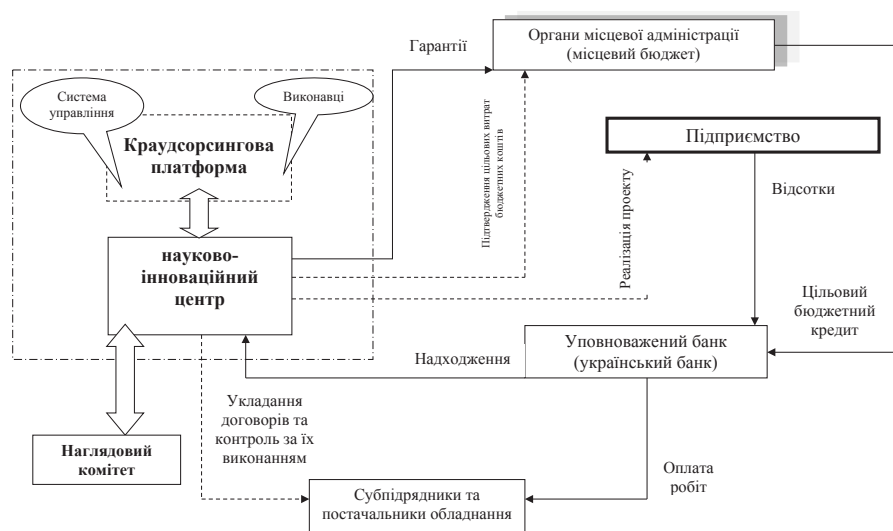 Гарантії
Органи місцевої адміністрації
(місцевий бюджет)
Система
управління
Виконавці
Краудсорсингова
платформа
Підтвердження цільових витрат
бюджетних коштів
Підприємство
Реалізація проекту
Відсотки
науково-
інноваційний
центр
Цільовий
бюджетний
кредит
Уповноважений банк
(український банк)
Надходження
Укладання
договорів та
контроль за їх
виконанням
Наглядовий
комітет
Оплата
робіт
Субпідрядники та
постачальники обладнання